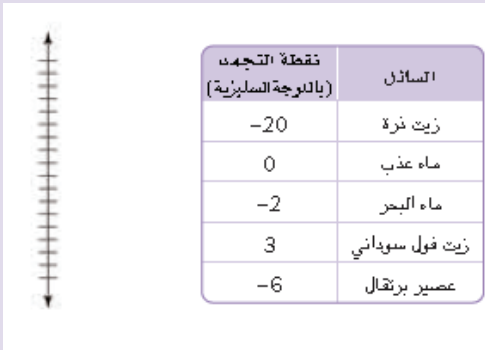 السائل نقطة التجمد
(بالدرجة السليزية)
زيت ذرة −20
ماء عذب 0
ماء البحر −2
زيت فول سوداني 3
عصير برتقال −6